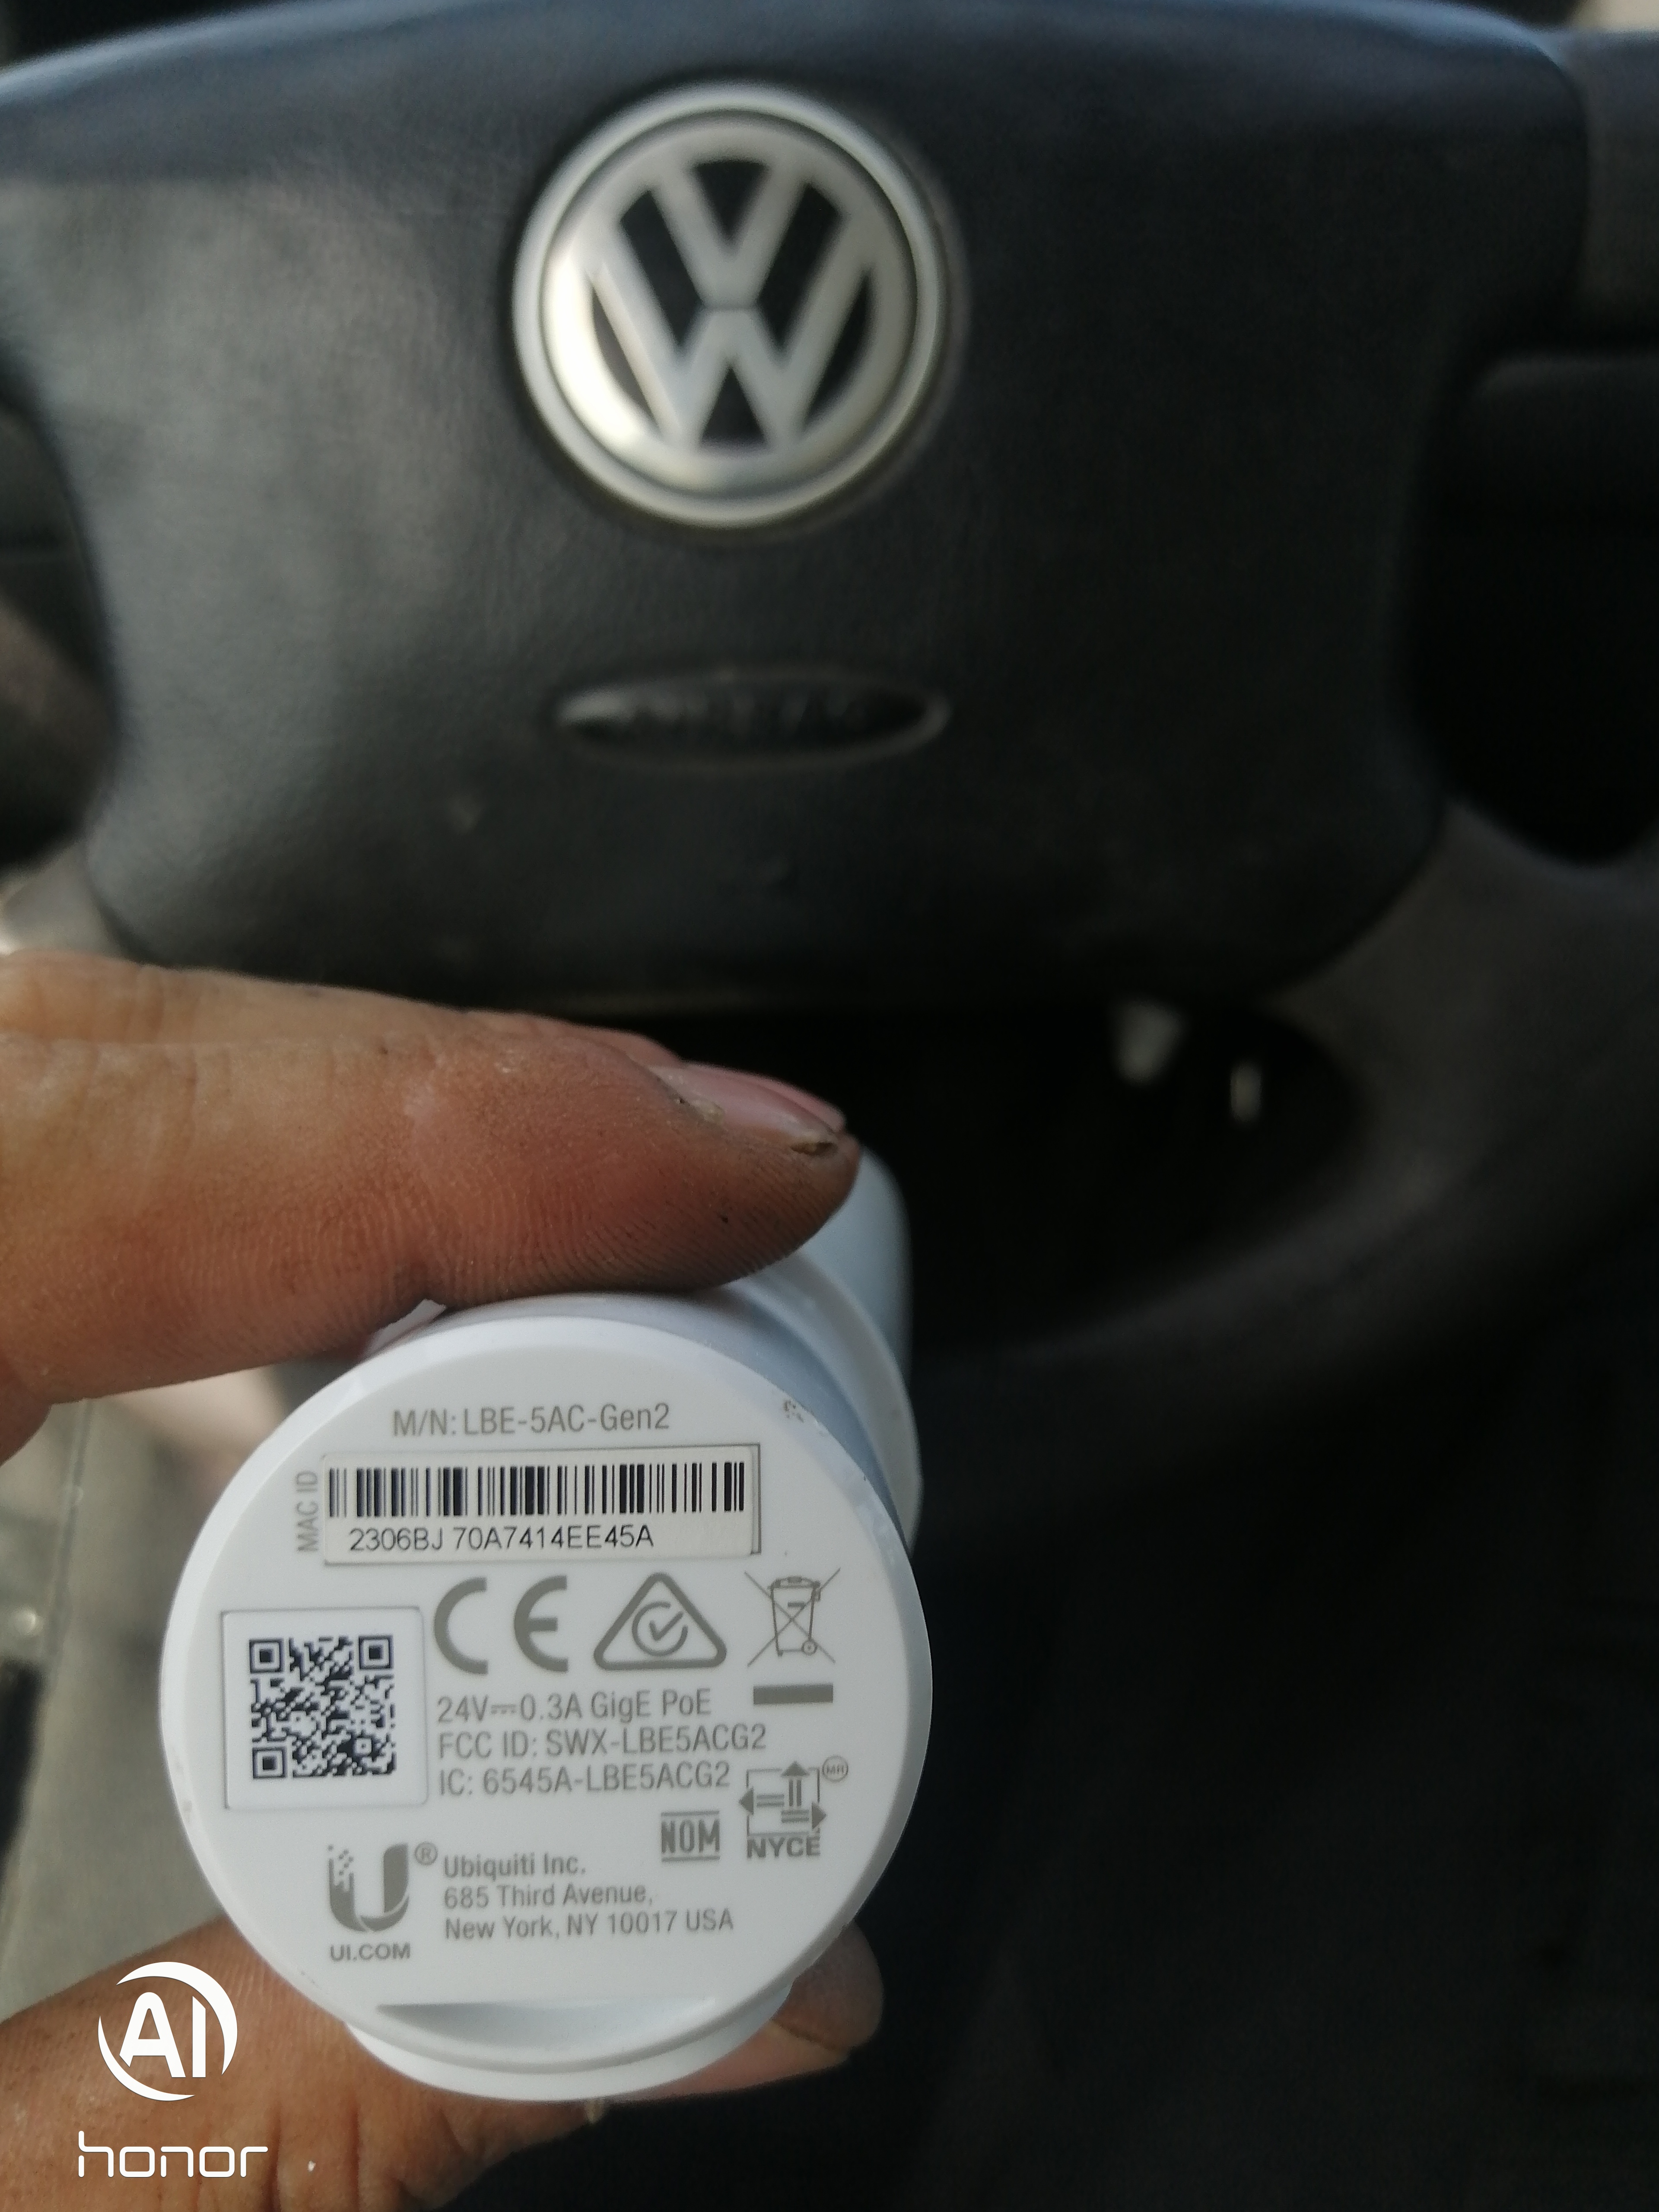 M/N: LBE-5AC-Gen2
MAC ID
2306BJ 70A7414EE45A
24V⎓0.3A GigE PoE
FCC ID: SWX-LBE5ACG2
IC: 6545A-LBE5ACG2
MR
NOM
NYCE
®
Ubiquiti Inc.
685 Third Avenue,
New York, NY 10017 USA
UI.COM
AI
honor